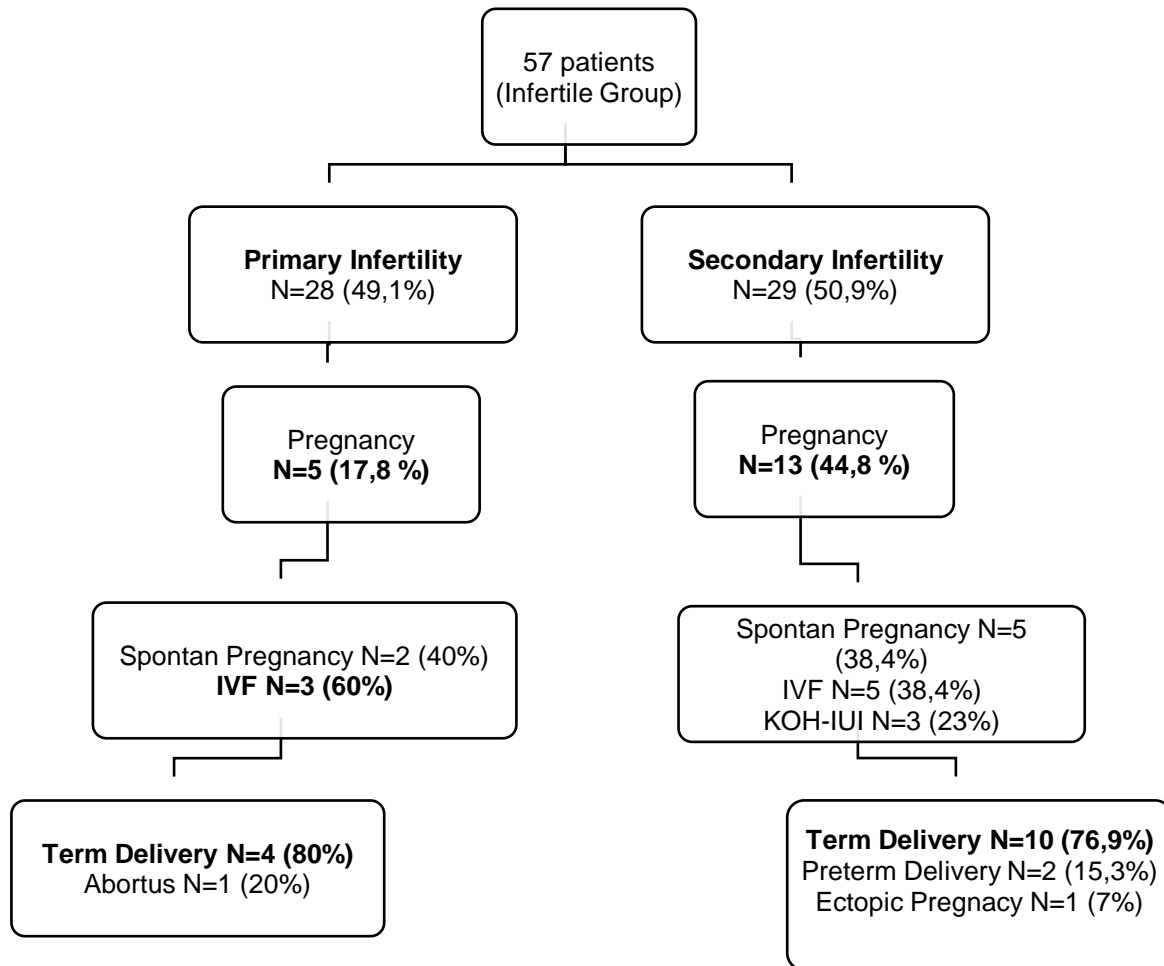 57 patients
(Infertile Group)
Primary Infertility
N=28 (49,1%)
Secondary Infertility
N=29 (50,9%)
Pregnancy
N=5 (17,8 %)
Pregnancy
N=13 (44,8 %)
Spontan Pregnancy N=2 (40%)
IVF N=3 (60%)
Spontan Pregnancy N=5
(38,4%)
IVF N=5 (38,4%)
KOH-IUI N=3 (23%)
Term Delivery N=4 (80%)
Abortus N=1 (20%)
Term Delivery N=10 (76,9%)
Preterm Delivery N=2 (15,3%)
Ectopic Pregnacy N=1 (7%)